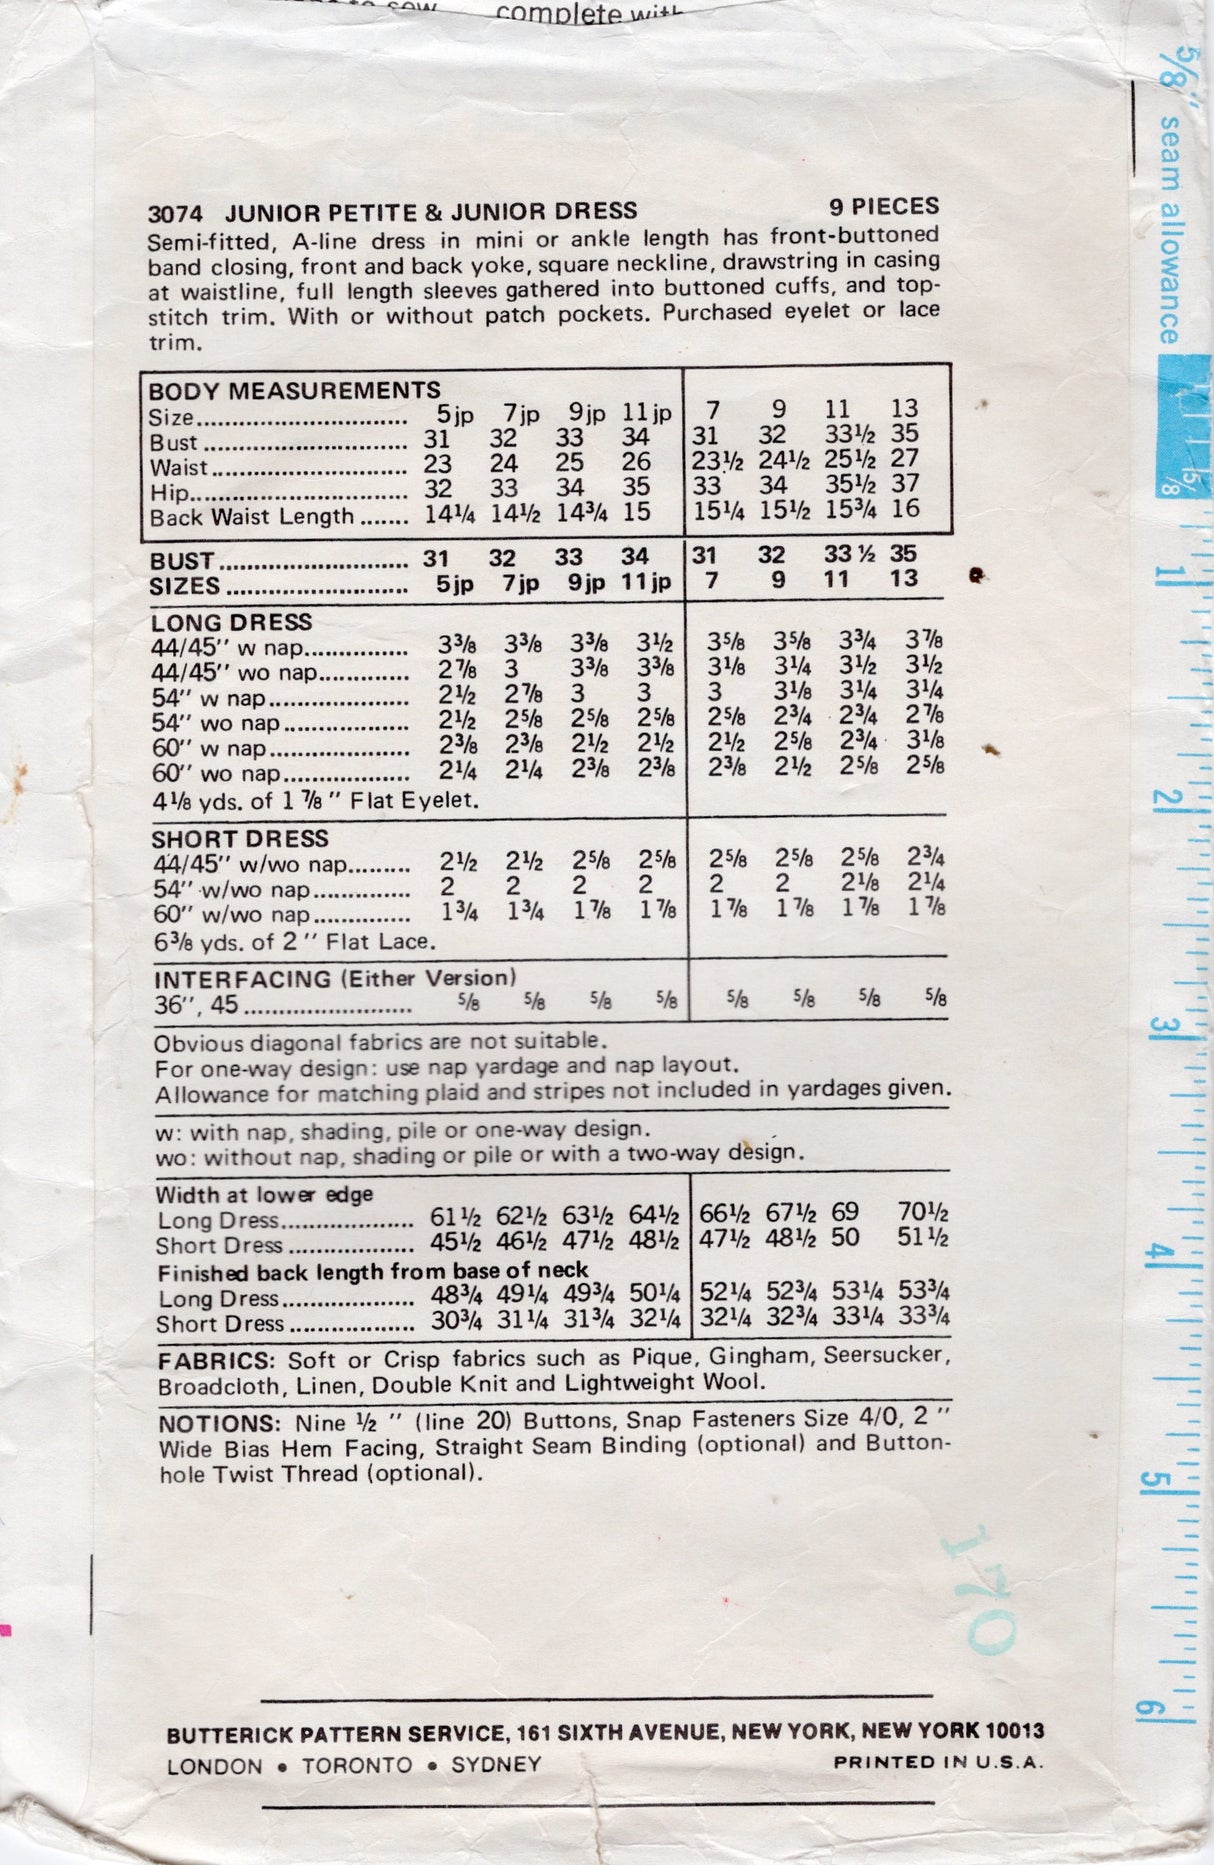 complete with
3074 JUNIOR PETITE & JUNIOR DRESS 9 PIECES
Semi-fitted, A-line dress in mini or ankle length has front-buttoned
band closing, front and back yoke, square neckline, drawstring in casing
at waistline, full length sleeves gathered into buttoned cuffs, and top-
stitch trim. With or without patch pockets. Purchased eyelet or lace
trim.
BODY MEASUREMENTS
Size.............................. 5jp 7jp 9jp 11jp 7 9 11 13
Bust ............................. 31 32 33 34 31 32 33½ 35
Waist............................ 23 24 25 26 23½ 24½ 25½ 27
Hip............................... 32 33 34 35 33 34 35½ 37
Back Waist Length ....... 14¼ 14½ 14¾ 15 15¼ 15½ 15¾ 16
BUST........................... 31 32 33 34 31 32 33 ½ 35
SIZES .......................... 5jp 7jp 9jp 11jp 7 9 11 13
LONG DRESS
44/45" w nap............... 3⅜ 3⅜ 3⅜ 3½ 3⅝ 3⅝ 3¾ 3⅞
44/45" wo nap............. 2⅞ 3 3⅜ 3⅜ 3⅛ 3¼ 3½ 3½
54" w nap.................... 2½ 2⅞ 3 3 3 3⅛ 3¼ 3¼
54" wo nap.................. 2½ 2⅝ 2⅝ 2⅝ 2⅝ 2¾ 2¾ 2⅞
60" w nap.................... 2⅜ 2⅜ 2½ 2½ 2½ 2⅝ 2¾ 3⅛
60" wo nap.................. 2¼ 2¼ 2⅜ 2⅜ 2⅜ 2½ 2⅝ 2⅝
4⅛ yds. of 1 ⅞ " Flat Eyelet.
SHORT DRESS
44/45" w/wo nap......... 2½ 2½ 2⅝ 2⅝ 2⅝ 2⅝ 2⅝ 2¾
54" w/wo nap.............. 2 2 2 2 2 2 2⅛ 2¼
60" w/wo nap.............. 1¾ 1¾ 1⅞ 1⅞ 1⅞ 1⅞ 1⅞ 1⅞
6⅜ yds. of 2 " Flat Lace.
INTERFACING (Either Version)
36", 45 ........................ ⅝ ⅝ ⅝ ⅝ ⅝ ⅝ ⅝ ⅝
Obvious diagonal fabrics are not suitable.
For one-way design: use nap yardage and nap layout.
Allowance for matching plaid and stripes not included in yardages given.
w: with nap, shading, pile or one-way design.
wo: without nap, shading or pile or with a two-way design.
Width at lower edge
Long Dress................... 61½ 62½ 63½ 64½ 66½ 67½ 69 70½
Short Dress .................. 45½ 46½ 47½ 48½ 47½ 48½ 50 51½
Finished back length from base of neck
Long Dress................... 48¾ 49¼ 49¾ 50¼ 52¼ 52¾ 53¼ 53¾
Short Dress .................. 30¾ 31¼ 31¾ 32¼ 32¼ 32¾ 33¼ 33¾
FABRICS: Soft or Crisp fabrics such as Pique, Gingham, Seersucker,
Broadcloth, Linen, Double Knit and Lightweight Wool.
NOTIONS: Nine ½ " (line 20) Buttons, Snap Fasteners Size 4/0, 2 "
Wide Bias Hem Facing, Straight Seam Binding (optional) and Button-
hole Twist Thread (optional).
BUTTERICK PATTERN SERVICE, 161 SIXTH AVENUE, NEW YORK, NEW YORK 10013
LONDON • TORONTO • SYDNEY PRINTED IN U.S.A.
⅝" seam allowance
15/8
1
2
3
4
5
6